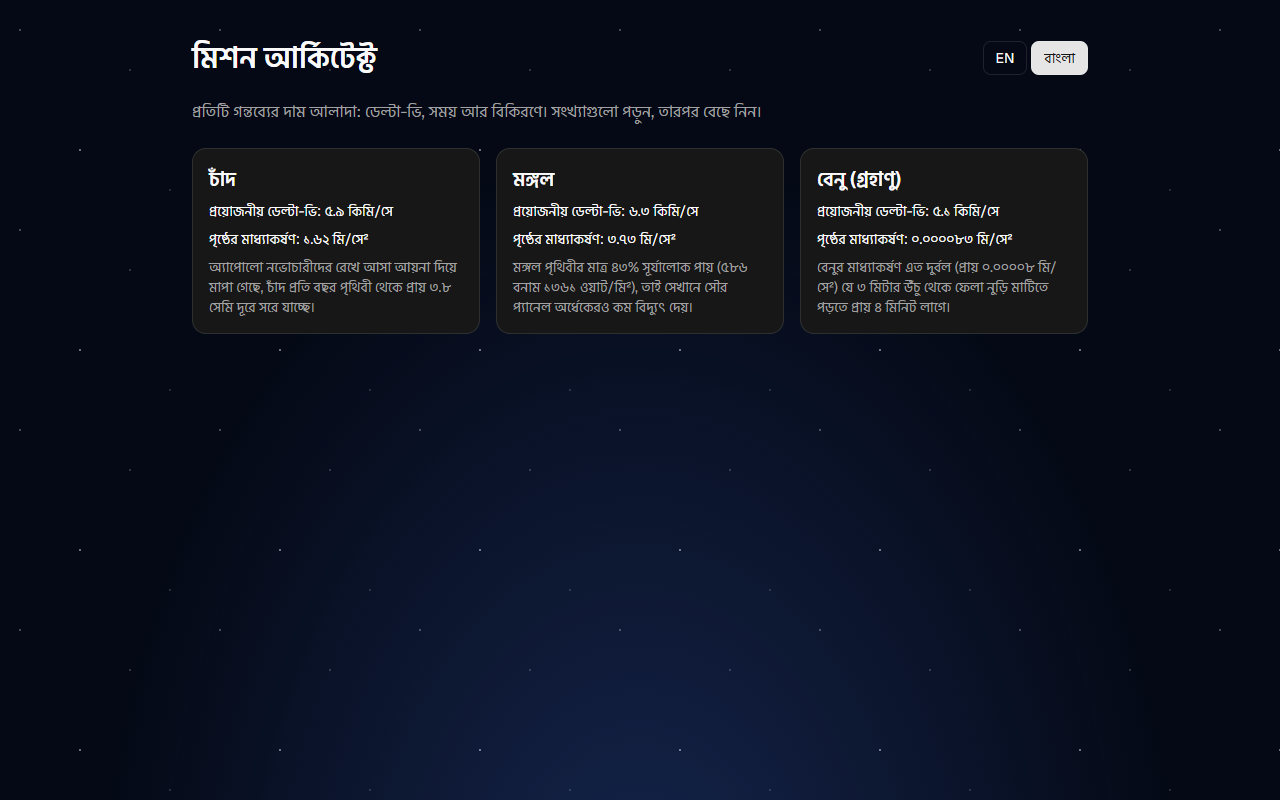 মিশন আর্কিটেক্ট
EN
বাংলা
প্রতিটি গন্তব্যের দাম আলাদা: ডেল্টা-ভি, সময় আর বিকিরণে। সংখ্যাগুলো পড়ুন, তারপর বেছে নিন।
চাঁদ
প্রয়োজনীয় ডেল্টা-ভি: ৫.৯ কিমি/সে
পৃষ্ঠের মাধ্যাকর্ষণ: ১.৬২ মি/সে²
অ্যাপোলো নভোচারীদের রেখে আসা আয়না দিয়ে
মাপা গেছে, চাঁদ প্রতি বছর পৃথিবী থেকে প্রায় ৩.৮
সেমি দূরে সরে যাচ্ছে।
মঙ্গল
প্রয়োজনীয় ডেল্টা-ভি: ৬.৩ কিমি/সে
পৃষ্ঠের মাধ্যাকর্ষণ: ৩.৭৩ মি/সে²
মঙ্গল পৃথিবীর মাত্র ৪৩% সূর্যালোক পায় (৫৮৬
বনাম ১৩৬১ ওয়াট/মি²), তাই সেখানে সৌর
প্যানেল অর্ধেকেরও কম বিদ্যুৎ দেয়।
বেনু (গ্রহাণু)
প্রয়োজনীয় ডেল্টা-ভি: ৫.১ কিমি/সে
পৃষ্ঠের মাধ্যাকর্ষণ: ০.০০০০৮৩ মি/সে²
বেনুর মাধ্যাকর্ষণ এত দুর্বল (প্রায় ০.০০০০৮ মি/
সে²) যে ৩ মিটার উঁচু থেকে ফেলা নুড়ি মাটিতে
পড়তে প্রায় ৪ মিনিট লাগে।